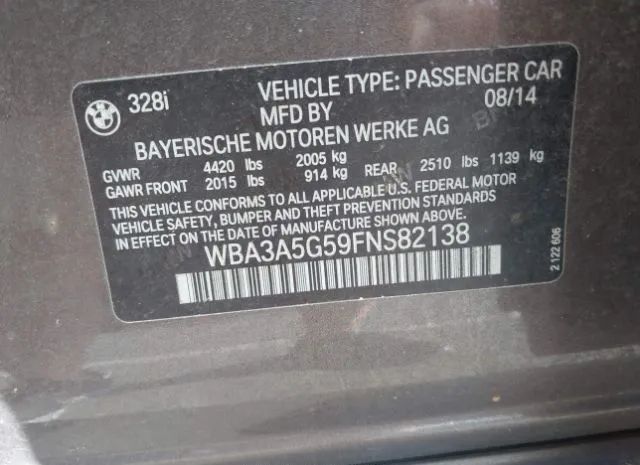 BMW 328i
VEHICLE TYPE: PASSENGER CAR
MFD BY 08/14
BAYERISCHE MOTOREN WERKE AG
GVWR 4420 lbs 2005 kg
GAWR FRONT 2015 lbs 914 kg REAR 2510 lbs 1139 kg
THIS VEHICLE CONFORMS TO ALL APPLICABLE U.S. FEDERAL MOTOR
VEHICLE SAFETY, BUMPER AND THEFT PREVENTION STANDARDS
IN EFFECT ON THE DATE OF MANUFACTURE SHOWN ABOVE.
WBA3A5G59FNS82138
2 122 606